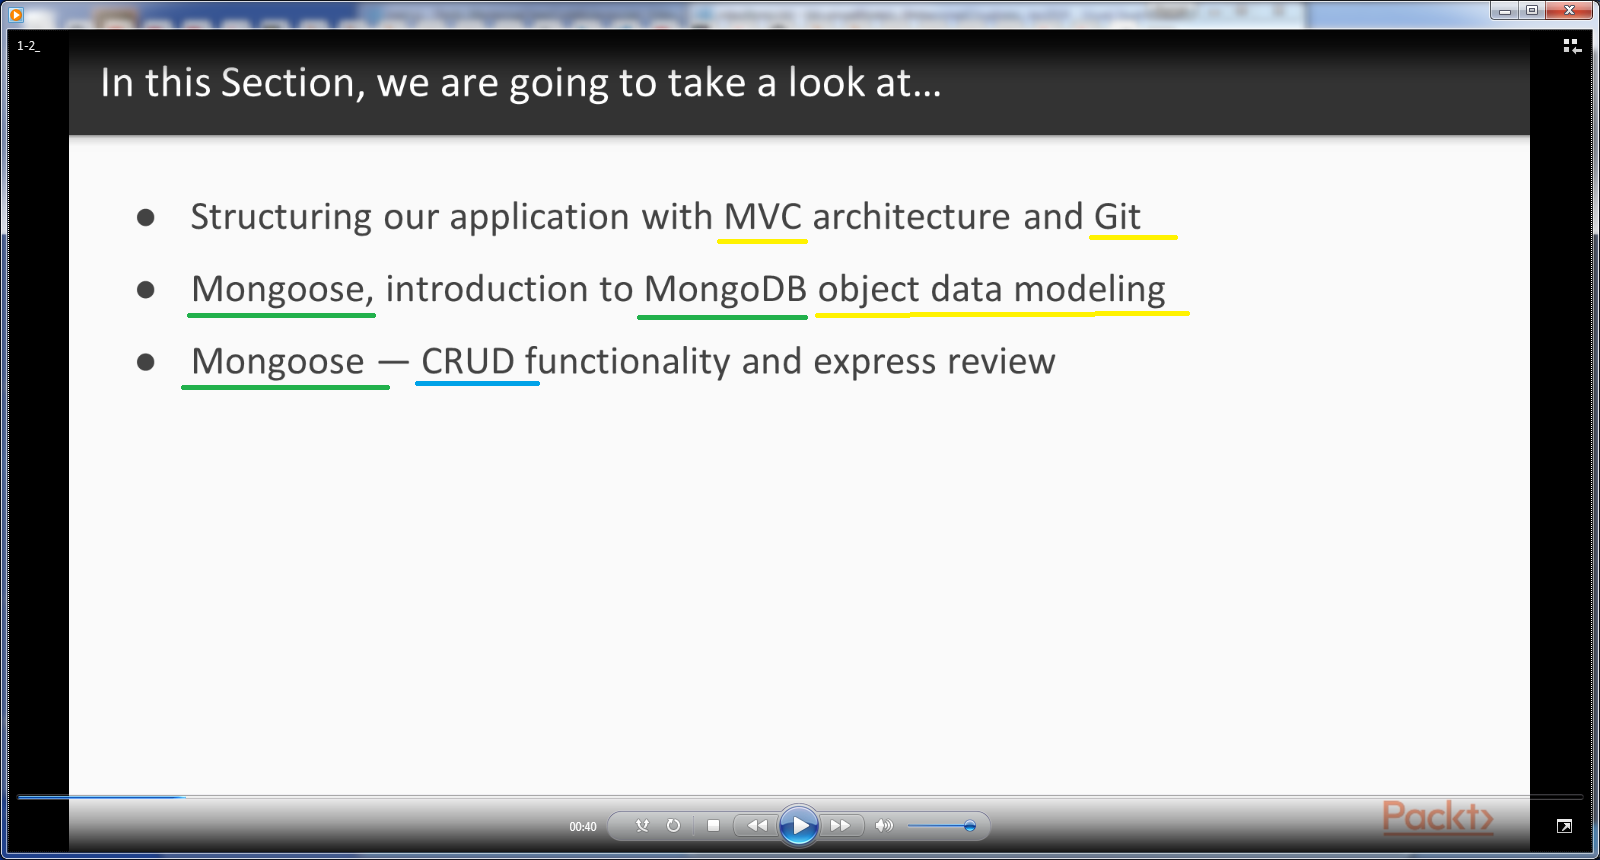 1-2_
In this Section, we are going to take a look at...
● Structuring our application with MVC architecture and Git
● Mongoose, introduction to MongoDB object data modeling
● Mongoose — CRUD functionality and express review
00:40
Packt>